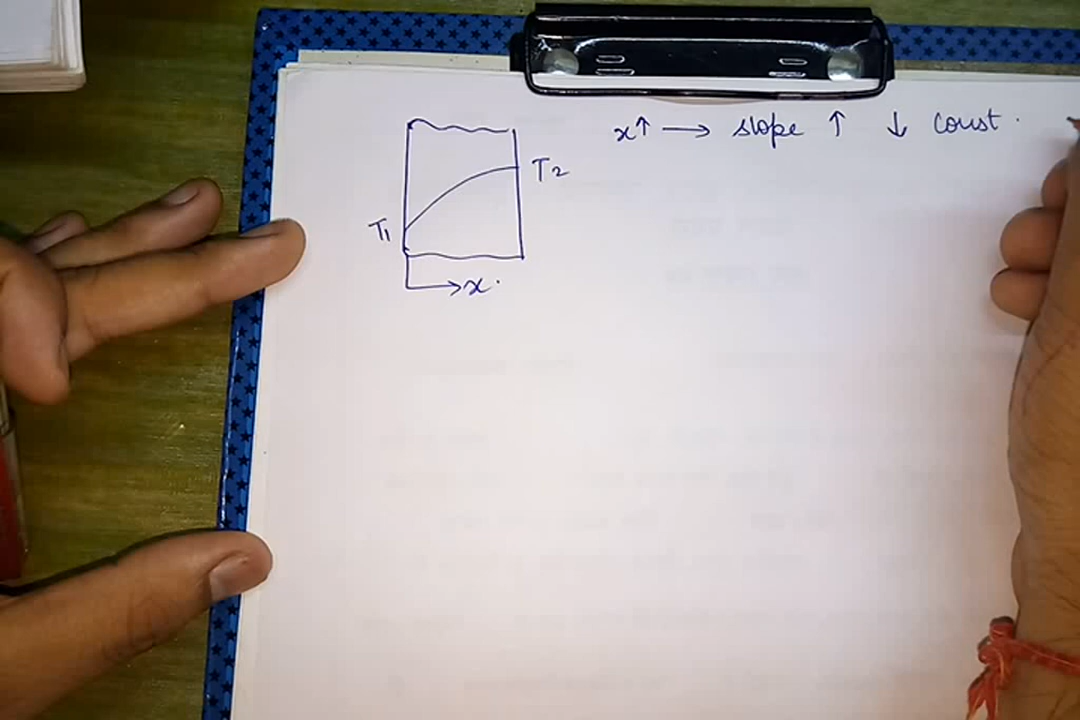 x↑ → slope ↑ ↓ const.
T2
T1
x.